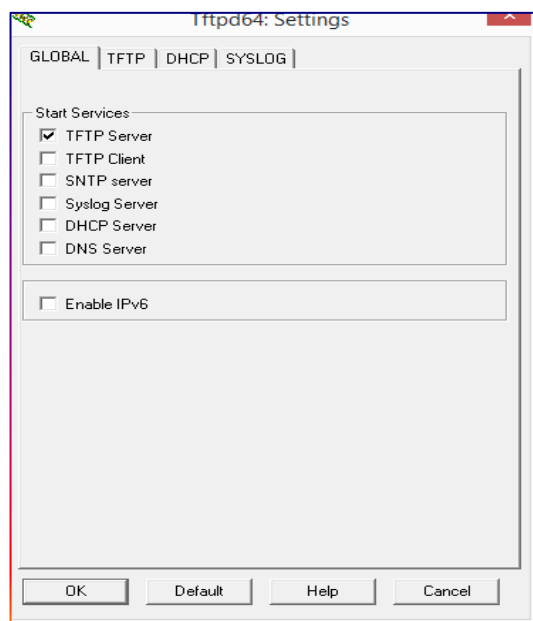 Tftpd64: Settings
GLOBAL TFTP DHCP SYSLOG
Start Services
TFTP Server
TFTP Client
SNTP server
Syslog Server
DHCP Server
DNS Server
Enable IPv6
OK Default Help Cancel